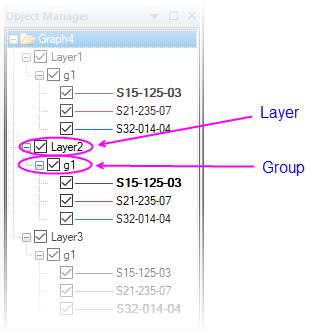 Object Manager
Graph4
Layer1
g1
S15-125-03
S21-235-07
S32-014-04
Layer2
Layer
g1
Group
S15-125-03
S21-235-07
S32-014-04
Layer3
g1
S15-125-03
S21-235-07
S32-014-04